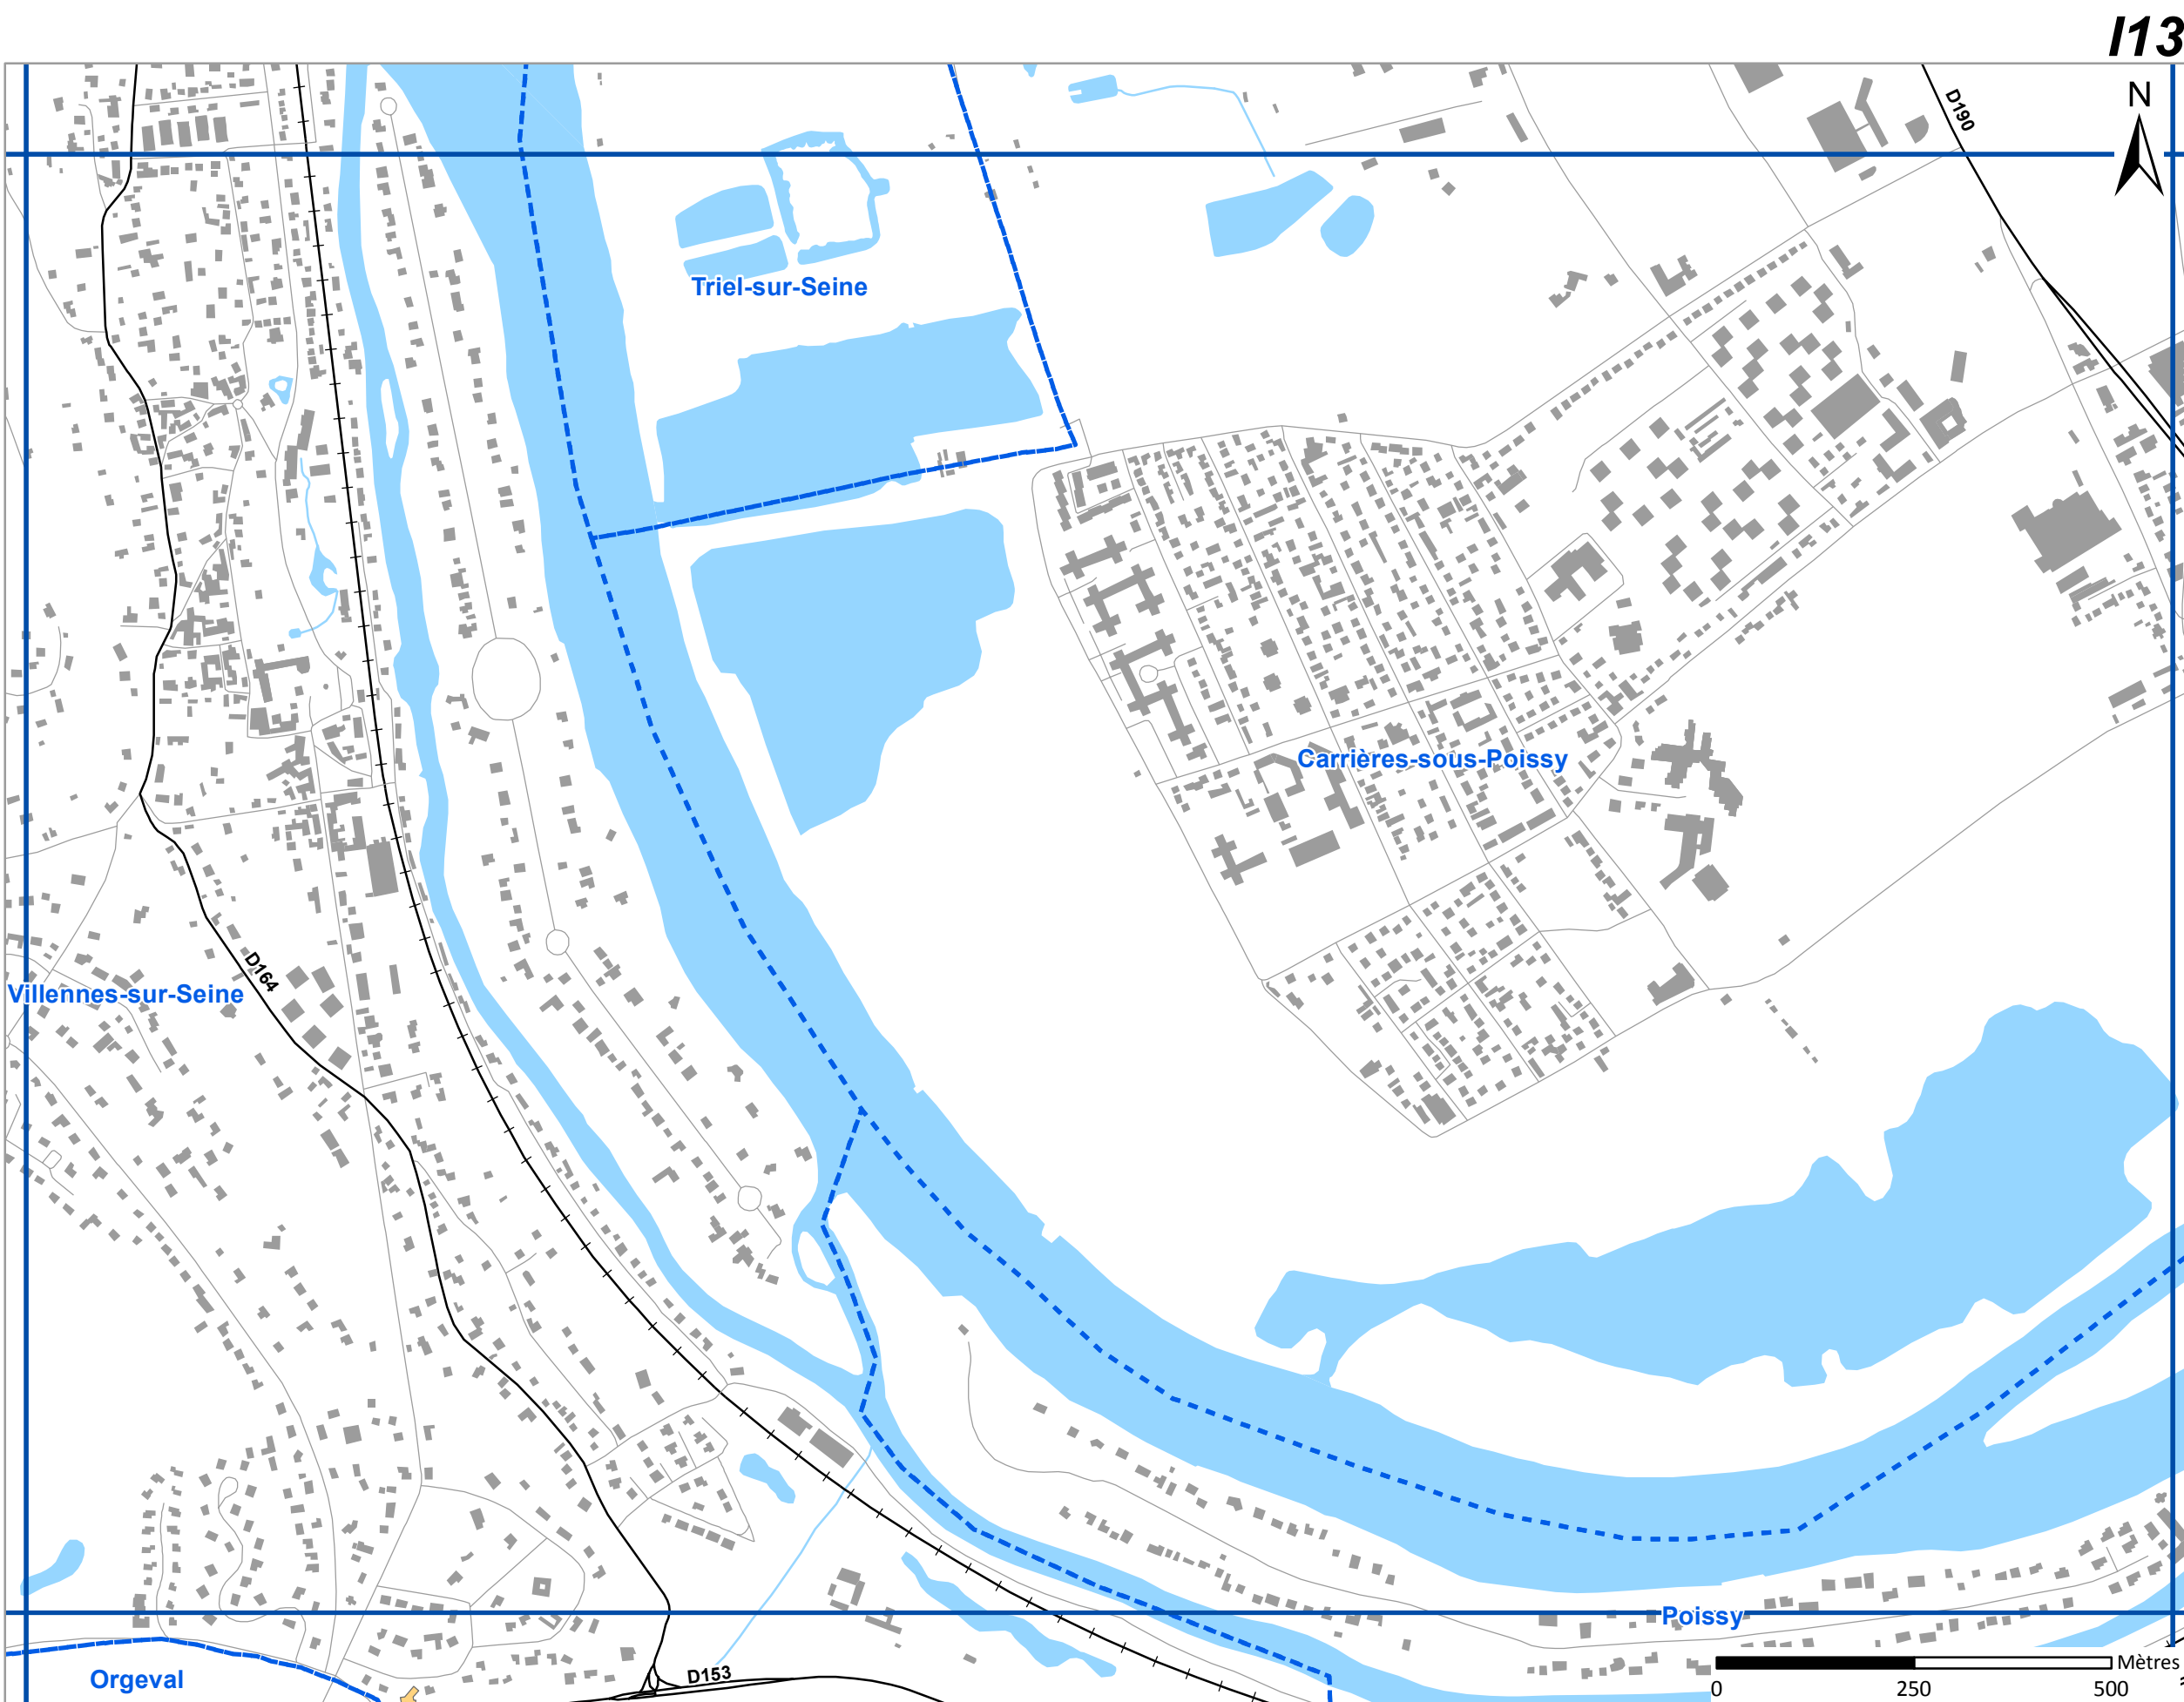 I13
N
D190
Triel-sur-Seine
Carrières-sous-Poissy
D164
Villennes-sur-Seine
Poissy
Mètres
D153
Orgeval
0 250 500